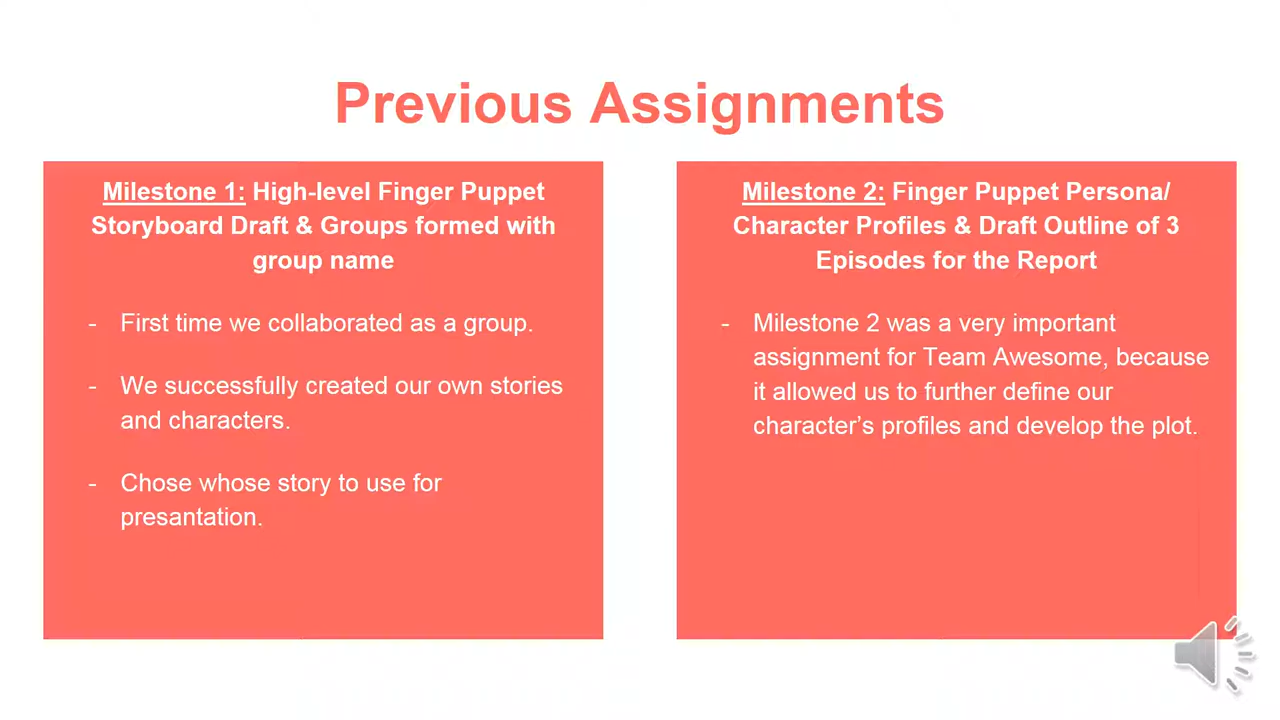 Previous Assignments
Milestone 1: High-level Finger Puppet
Storyboard Draft & Groups formed with
group name
- First time we collaborated as a group.
- We successfully created our own stories
and characters.
- Chose whose story to use for
presantation.
Milestone 2: Finger Puppet Persona/
Character Profiles & Draft Outline of 3
Episodes for the Report
- Milestone 2 was a very important
assignment for Team Awesome, because
it allowed us to further define our
character’s profiles and develop the plot.